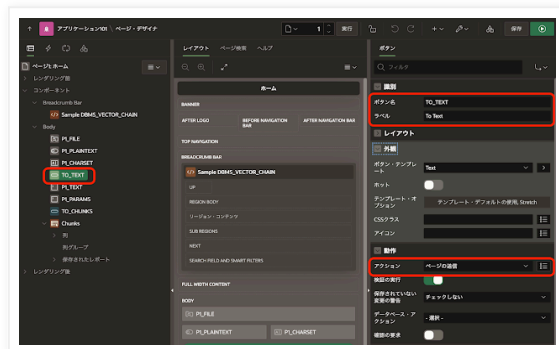 アプリケーション101 \ ページ・デザイナ
1
実行
保存
ページ1: ホーム
レンダリング前
コンポーネント
Breadcrumb Bar
Sample DBMS_VECTOR_CHAIN
Body
P1_FILE
P1_PLAINTEXT
P1_CHARSET
TO_TEXT
P1_TEXT
P1_PARAMS
TO_CHUNKS
Chunks
列
列グループ
保存されたレポート
レンダリング後
レイアウト
ページ検索
ヘルプ
ホーム
BANNER
AFTER LOGO
BEFORE NAVIGATION BAR
AFTER NAVIGATION BAR
TOP NAVIGATION
BREADCRUMB BAR
Sample DBMS_VECTOR_CHAIN
UP
REGION BODY
リージョン・コンテンツ
SUB REGIONS
NEXT
SEARCH FIELD AND SMART FILTERS
FULL WIDTH CONTENT
BODY
P1_FILE
P1_PLAINTEXT
P1_CHARSET
ボタン
フィルタ
識別
ボタン名
TO_TEXT
ラベル
To Text
レイアウト
外観
ボタン・テンプレート
Text
ホット
テンプレート・オプション
テンプレート・デフォルトの使用, Stretch
CSSクラス
アイコン
動作
アクション
ページの送信
検証の実行
保存されていない変更の警告
チェックしない
データベース・アクション
- 選択 -
確認の要求